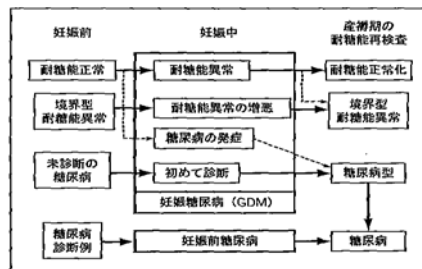 妊娠前
妊娠中
産褥期の
耐糖能再検査
耐糖能正常
耐糖能異常
耐糖能正常化
境界型
耐糖能異常
耐糖能異常の増悪
境界型
耐糖能異常
糖尿病の発症
未診断の
糖尿病
初めて診断
糖尿病型
妊娠糖尿病（GDM）
糖尿病
診断例
妊娠前糖尿病
糖尿病